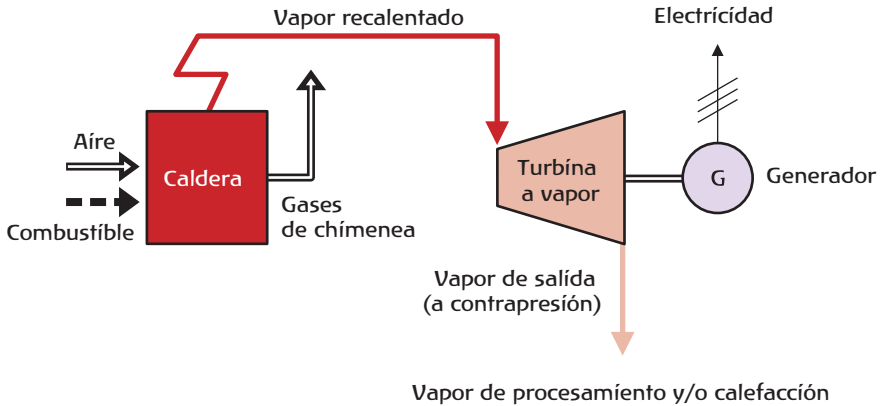 Vapor recalentado
Electricidad
Aire
Caldera
Combustible
Gases
de chimenea
Turbina
a vapor
G
Generador
Vapor de salida
(a contrapresión)
Vapor de procesamiento y/o calefacción